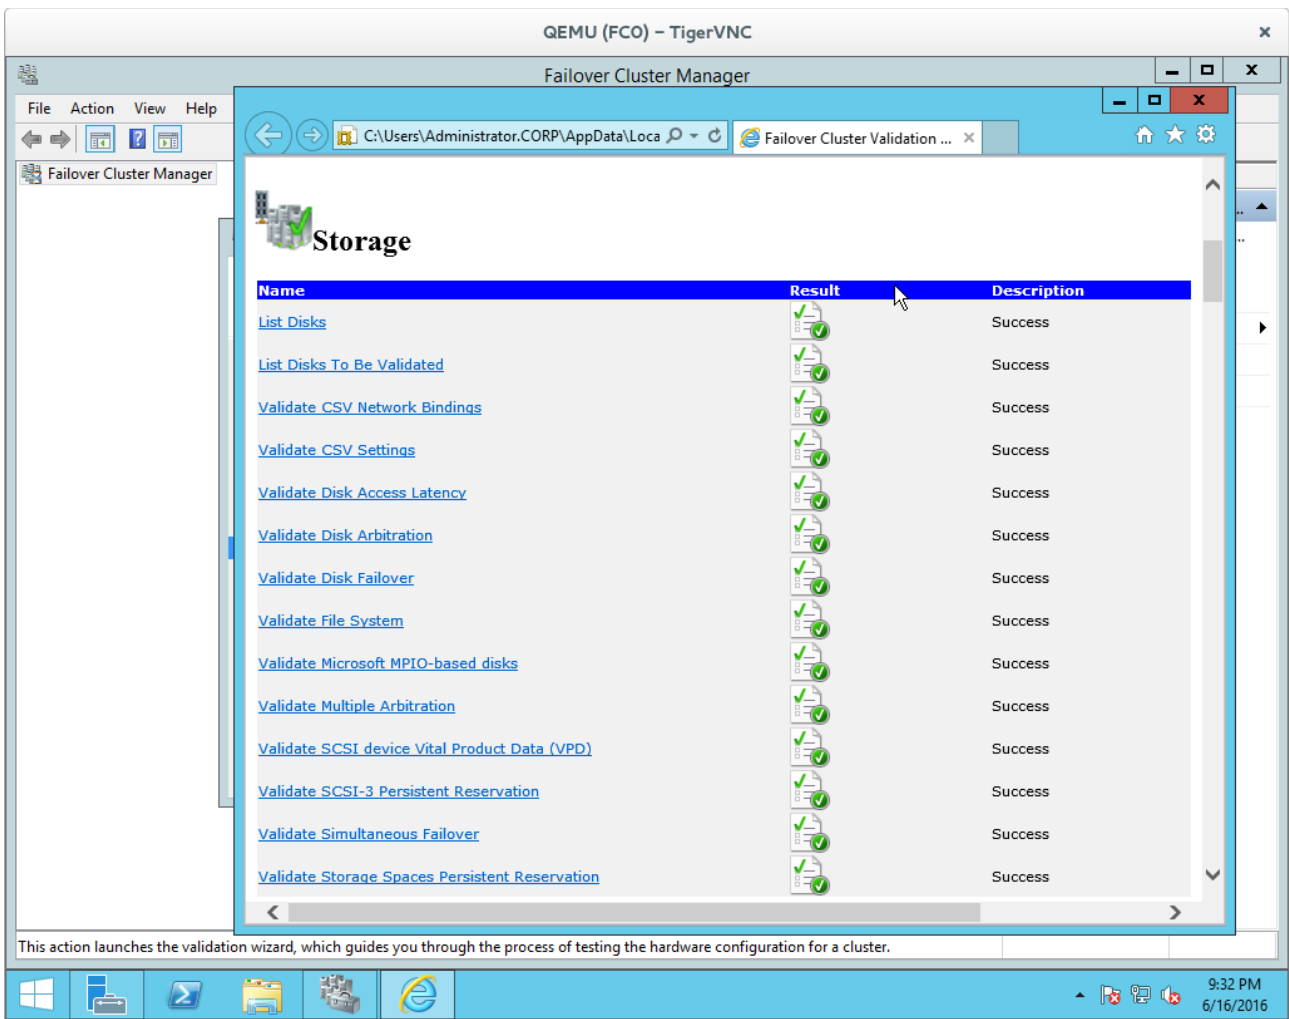 QEMU (FC0) – TigerVNC
Failover Cluster Manager
File Action View Help
C:\Users\Administrator.CORP\AppData\Loca
Failover Cluster Validation ...
Failover Cluster Manager
Storage
Name Result Description
List Disks Success
List Disks To Be Validated Success
Validate CSV Network Bindings Success
Validate CSV Settings Success
Validate Disk Access Latency Success
Validate Disk Arbitration Success
Validate Disk Failover Success
Validate File System Success
Validate Microsoft MPIO-based disks Success
Validate Multiple Arbitration Success
Validate SCSI device Vital Product Data (VPD) Success
Validate SCSI-3 Persistent Reservation Success
Validate Simultaneous Failover Success
Validate Storage Spaces Persistent Reservation Success
This action launches the validation wizard, which guides you through the process of testing the hardware configuration for a cluster.
9:32 PM
6/16/2016